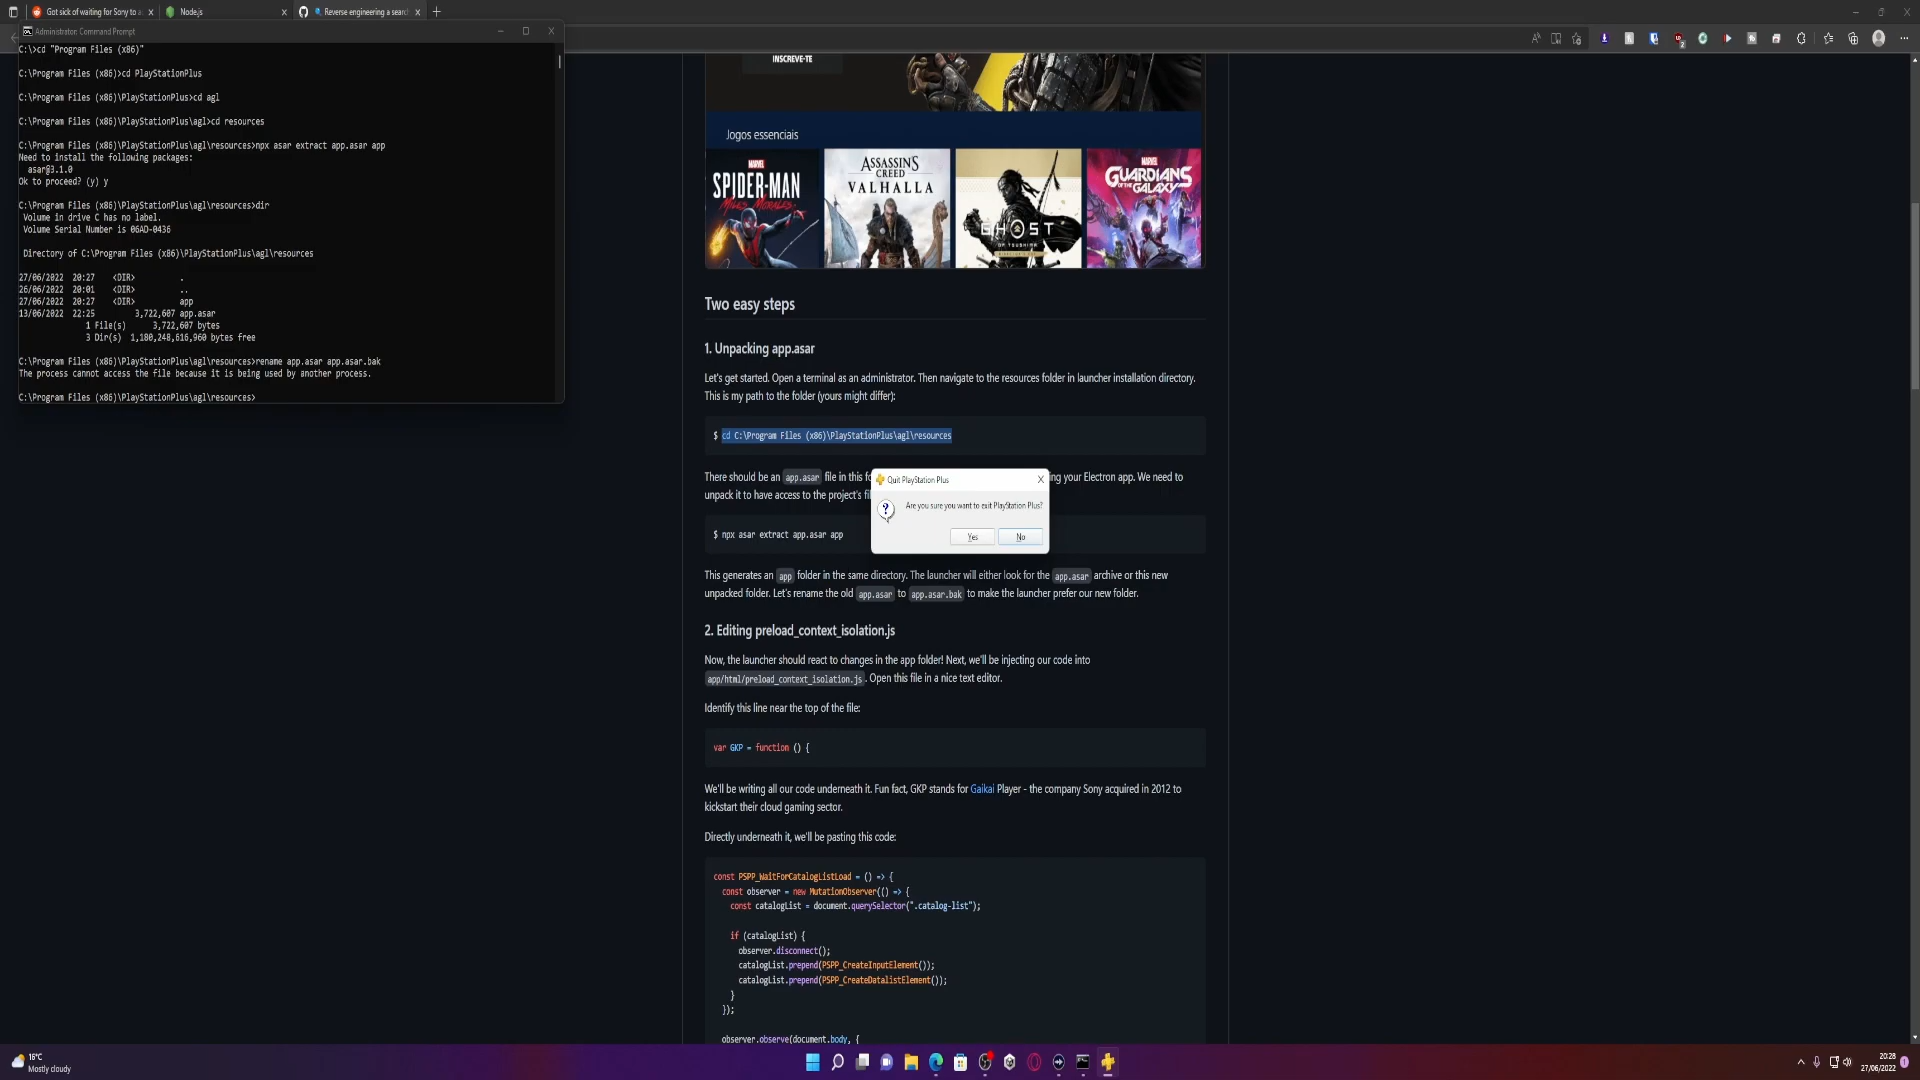 Got sick of waiting for Sony to a
Node.js
Reverse engineering a sear
Administrator: Command Prompt
C:\>cd "Program Files (x86)"
C:\Program Files (x86)>cd PlayStationPlus
C:\Program Files (x86)\PlayStationPlus>cd agl
C:\Program Files (x86)\PlayStationPlus\agl>cd resources
C:\Program Files (x86)\PlayStationPlus\agl\resources>npx asar extract app.asar app
Need to install the following packages:
asar@3.1.0
Ok to proceed? (y) y
C:\Program Files (x86)\PlayStationPlus\agl\resources>dir
Volume in drive C has no label.
Volume Serial Number is 06AD-0436
Directory of C:\Program Files (x86)\PlayStationPlus\agl\resources
27/06/2022 20:27 <DIR> .
26/06/2022 20:01 <DIR> ..
27/06/2022 20:27 <DIR> app
13/06/2022 22:25 3,722,607 app.asar
1 File(s) 3,722,607 bytes
3 Dir(s) 1,180,248,616,960 bytes free
C:\Program Files (x86)\PlayStationPlus\agl\resources>rename app.asar app.asar.bak
The process cannot access the file because it is being used by another process.
C:\Program Files (x86)\PlayStationPlus\agl\resources>
INSCREVE-TE
Jogos essenciais
MARVEL
SPIDER-MAN
MILES MORALES
ASSASSIN'S
CREED
VALHALLA
GHOST
OF TSUSHIMA
MARVEL
GUARDIANS
OF THE GALAXY
Two easy steps
1. Unpacking app.asar
Let's get started. Open a terminal as an administrator. Then navigate to the resources folder in launcher installation directory.
This is my path to the folder (yours might differ):
$ cd C:\Program Files (x86)\PlayStationPlus\agl\resources
There should be an app.asar file in this fo
ing your Electron app. We need to
unpack it to have access to the project's fil
Quit PlayStation Plus
Are you sure you want to exit PlayStation Plus?
Yes
No
$ npx asar extract app.asar app
This generates an app folder in the same directory. The launcher will either look for the app.asar archive or this new
unpacked folder. Let's rename the old app.asar to app.asar.bak to make the launcher prefer our new folder.
2. Editing preload_context_isolation.js
Now, the launcher should react to changes in the app folder! Next, we'll be injecting our code into
app/html/preload_context_isolation.js. Open this file in a nice text editor.
Identify this line near the top of the file:
var GKP = function () {
We'll be writing all our code underneath it. Fun fact, GKP stands for Gaikai Player - the company Sony acquired in 2012 to
kickstart their cloud gaming sector.
Directly underneath it, we'll be pasting this code:
const PSPP_WaitForCatalogListLoad = () => {
const observer = new MutationObserver(() => {
const catalogList = document.querySelector(".catalog-list");
if (catalogList) {
observer.disconnect();
catalogList.prepend(PSPP_CreateInputElement());
catalogList.prepend(PSPP_CreateDatalistElement());
}
});
observer.observe(document.body, {
16°C
Mostly cloudy
20:28
27/06/2022